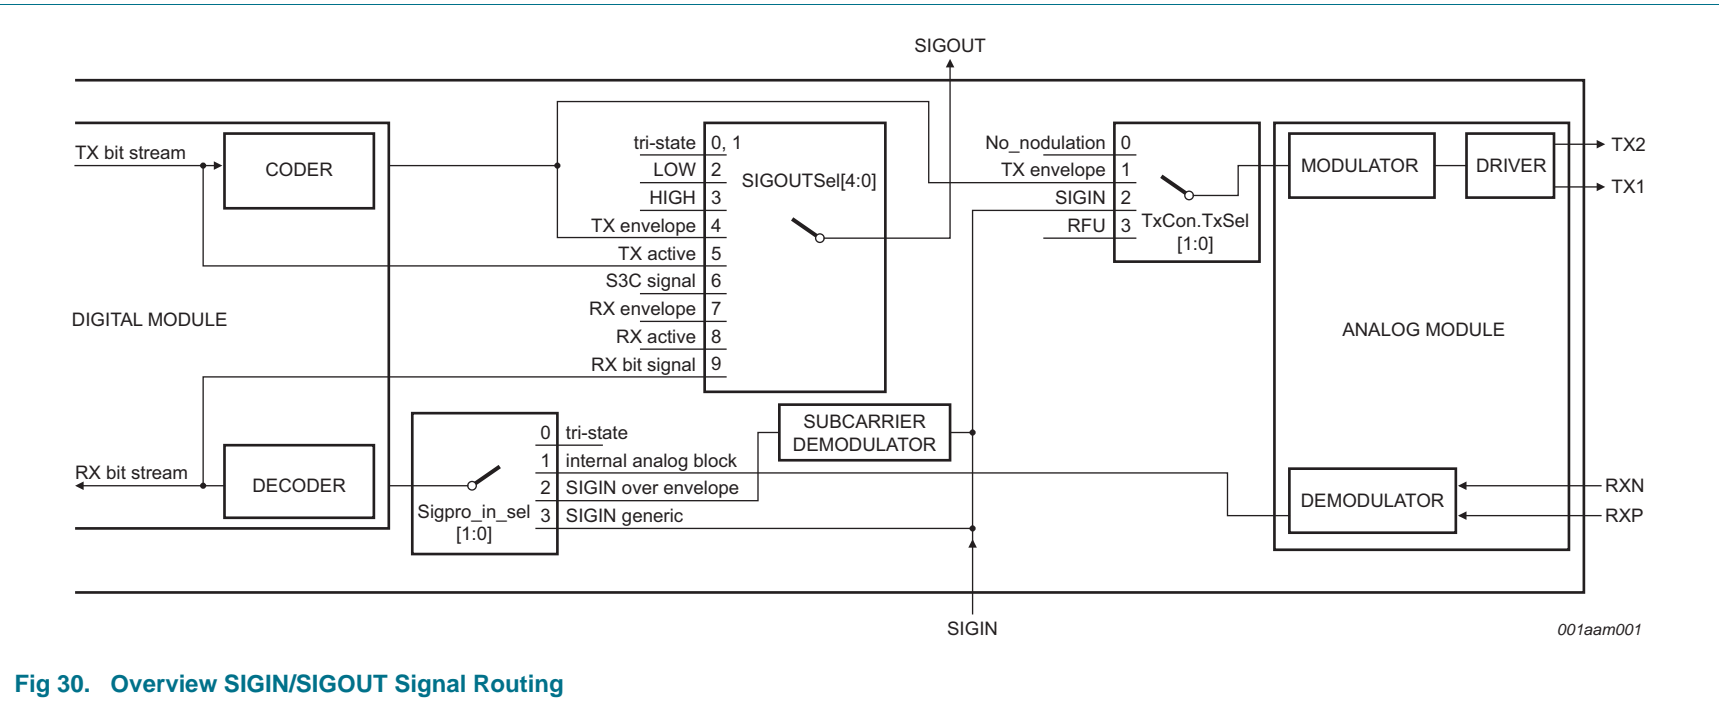 SIGOUT
TX bit stream
CODER
tri-state 0, 1
LOW 2
HIGH 3
TX envelope 4
TX active 5
S3C signal 6
RX envelope 7
RX active 8
RX bit signal 9
SIGOUTSel[4:0]
No_nodulation 0
TX envelope 1
SIGIN 2
RFU 3
TxCon.TxSel
[1:0]
MODULATOR
DRIVER
TX2
TX1
DIGITAL MODULE
ANALOG MODULE
RX bit stream
DECODER
Sigpro_in_sel
[1:0]
0 tri-state
1 internal analog block
2 SIGIN over envelope
3 SIGIN generic
SUBCARRIER
DEMODULATOR
DEMODULATOR
RXN
RXP
SIGIN
001aam001
Fig 30. Overview SIGIN/SIGOUT Signal Routing